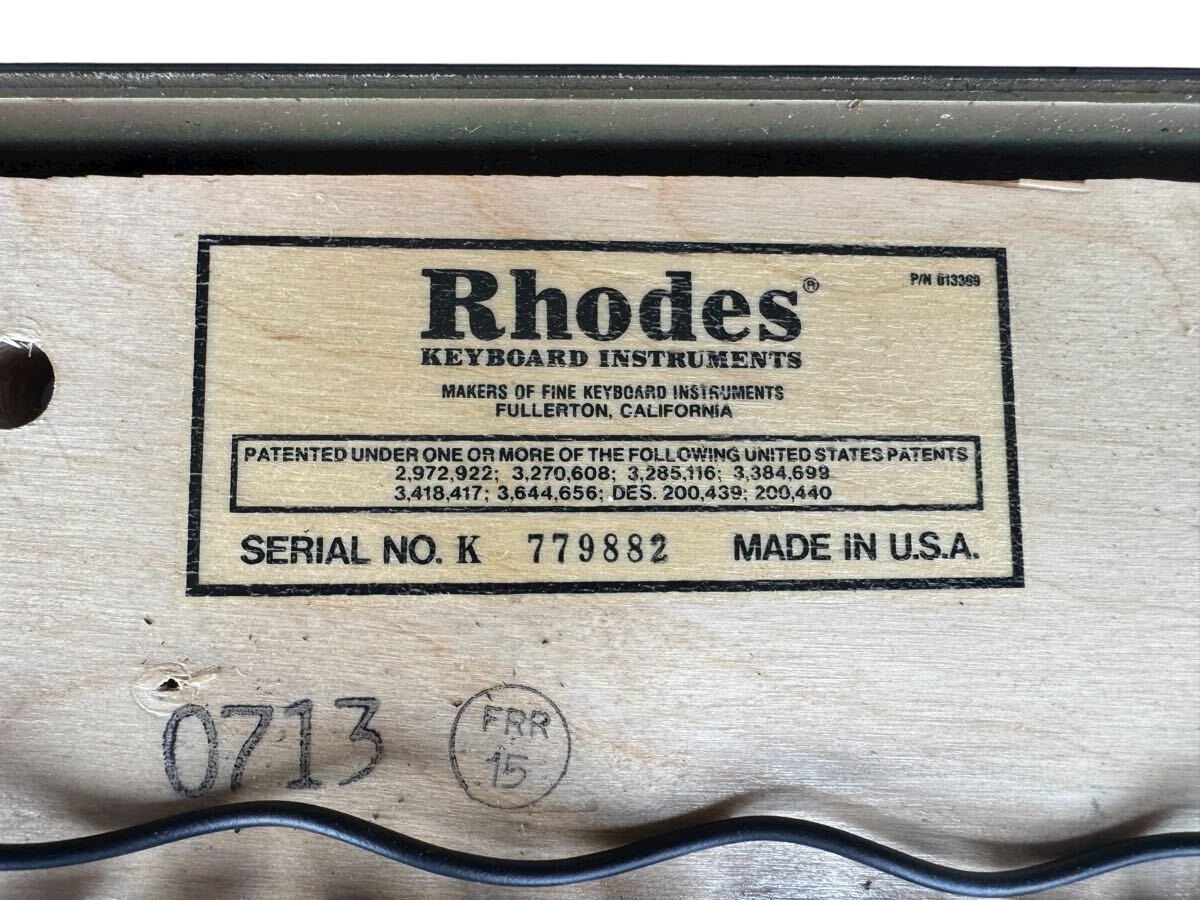 Rhodes®
P/N 013369
KEYBOARD INSTRUMENTS
MAKERS OF FINE KEYBOARD INSTRUMENTS
FULLERTON, CALIFORNIA
PATENTED UNDER ONE OR MORE OF THE FOLLOWING UNITED STATES PATENTS
2,972,922; 3,270,608; 3,285,116; 3,384,699
3,418,417; 3,644,656; DES. 200,439; 200,440
SERIAL NO. K 779882 MADE IN U.S.A.
0713
FRR
15